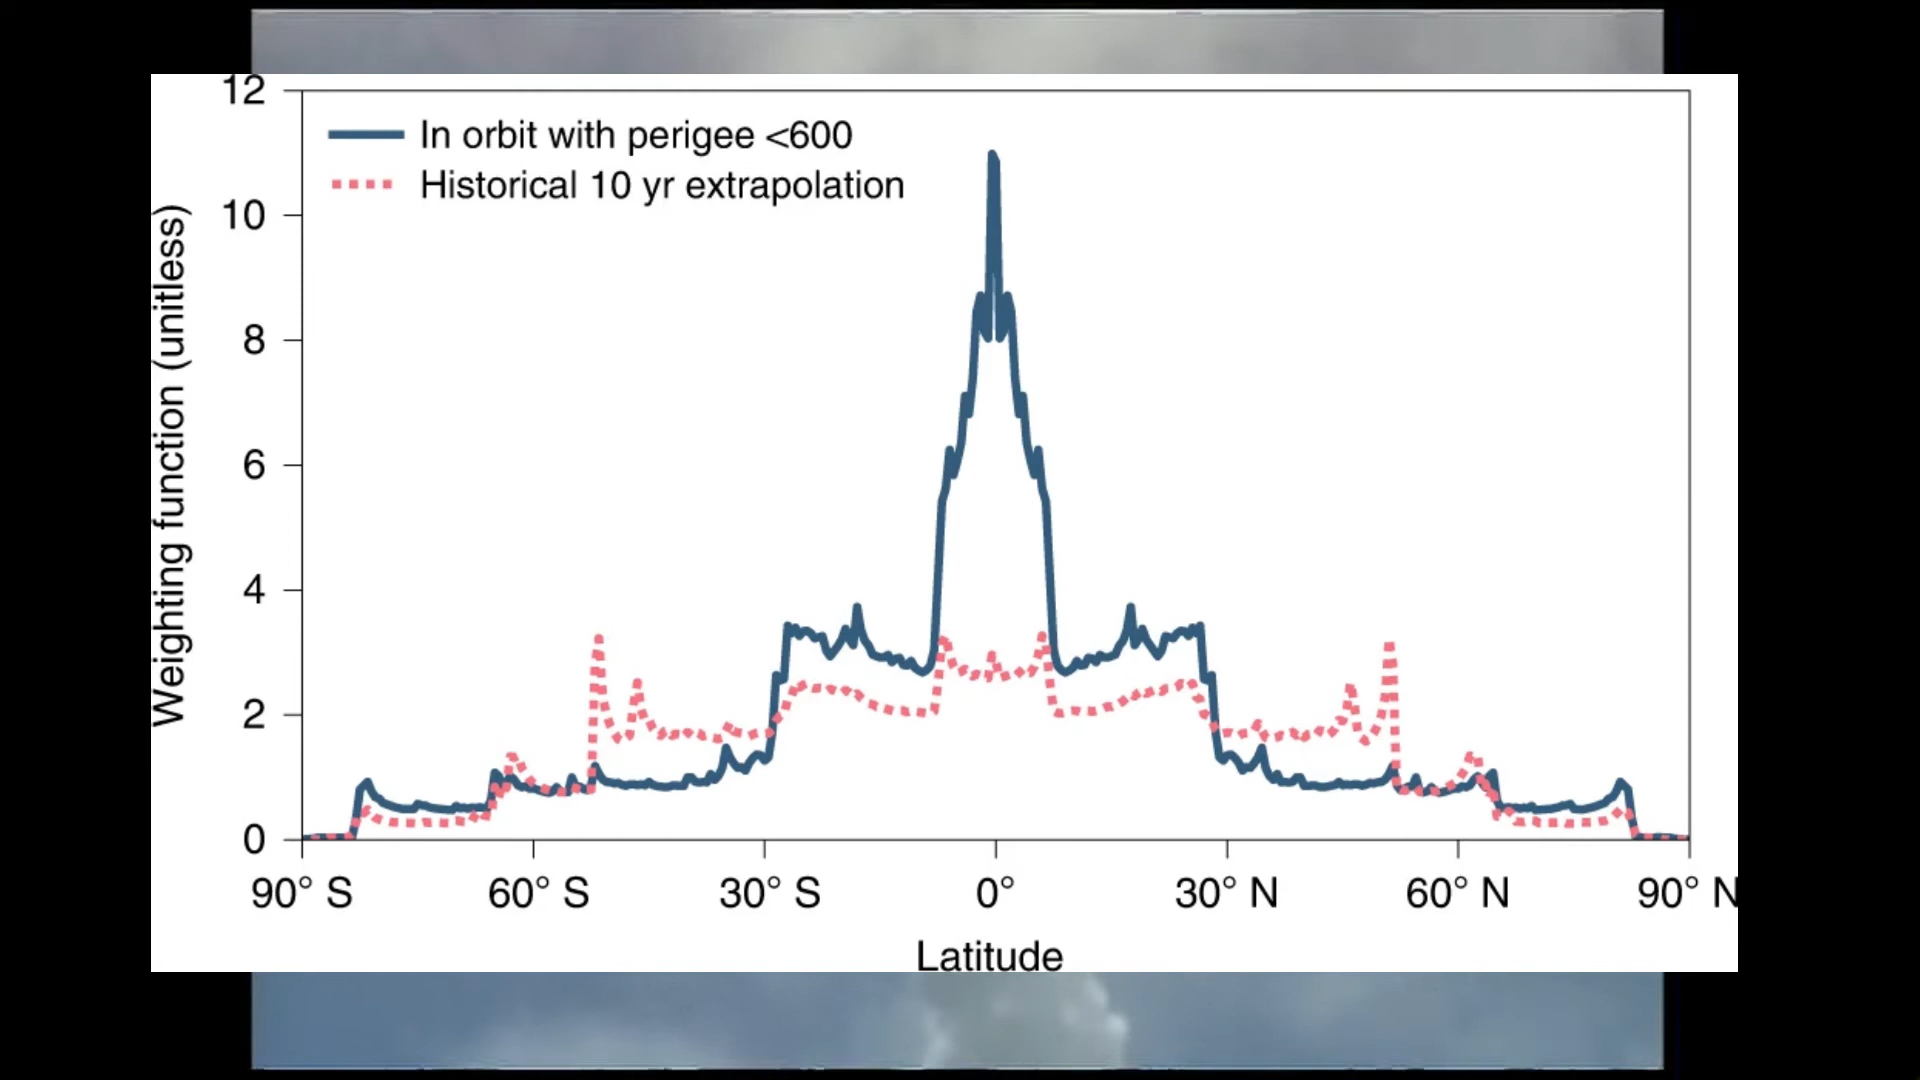 12
In orbit with perigee <600
Historical 10 yr extrapolation
10
8
6
4
2
0
Weighting function (unitless)
90° S 60° S 30° S 0° 30° N 60° N 90° N
Latitude